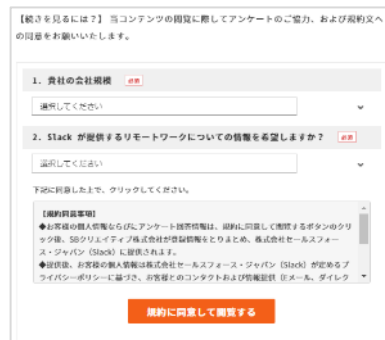 【続きを見るには？】 当コンテンツの閲覧に際してアンケートのご協力、および規約文へ
の同意をお願いいたします。
1. 貴社の会社規模 必須
選択してください
2. Slack が提供するリモートワークについての情報を希望しますか？ 必須
選択してください
下記に同意した上で、クリックしてください。
【規約同意事項】
◆お客様の個人情報ならびにアンケート回答情報は、規約に同意して閲覧するボタンのクリ
ック後、SBクリエイティブ株式会社が登録情報をとりまとめ、株式会社セールスフォー
ス・ジャパン（Slack）に提供されます。
◆提供後、お客様の個人情報は株式会社セールスフォース・ジャパン（Slack）が定めるプ
ライバシーポリシーに基づき、お客様とのコンタクトおよび情報提供（Eメール、ダイレク
規約に同意して閲覧する